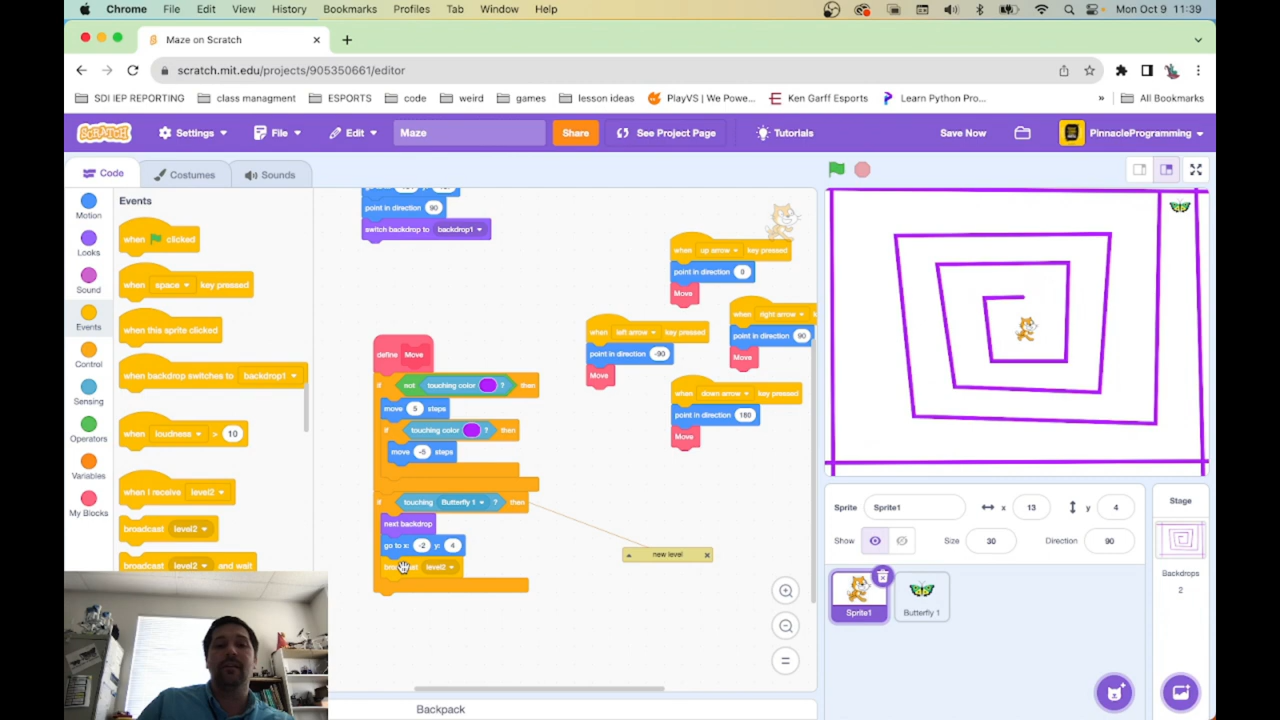 Chrome File Edit View History Bookmarks Profiles Tab Window Help Mon Oct 9 11:39
Maze on Scratch
scratch.mit.edu/projects/905350661/editor
SDI IEP REPORTING class managment ESPORTS code weird games lesson ideas PlayVS | We Powe... Ken Garff Esports Learn Python Pro... » All Bookmarks
SCRATCH Settings File Edit Maze Share See Project Page Tutorials Save Now PinnacleProgramming
Code Costumes Sounds
Motion
Looks
Sound
Events
Control
Sensing
Operators
Variables
My Blocks
Events
when clicked
when space key pressed
when this sprite clicked
when backdrop switches to backdrop1
when loudness > 10
when I receive level2
broadcast level2
broadcast level2 and wait
point in direction 90
switch backdrop to backdrop1
when up arrow key pressed
point in direction 0
Move
when right arrow
point in direction 90
Move
when left arrow key pressed
point in direction -90
Move
when down arrow key pressed
point in direction 180
Move
define Move
if not touching color ? then
move 5 steps
if touching color ? then
move -5 steps
if touching Butterfly 1 ? then
next backdrop
go to x: -2 y: 4
level2
new level
Backpack
Sprite Sprite1 x 13 y 4
Show Size 30 Direction 90
Sprite1
Butterfly 1
Stage
Backdrops
2